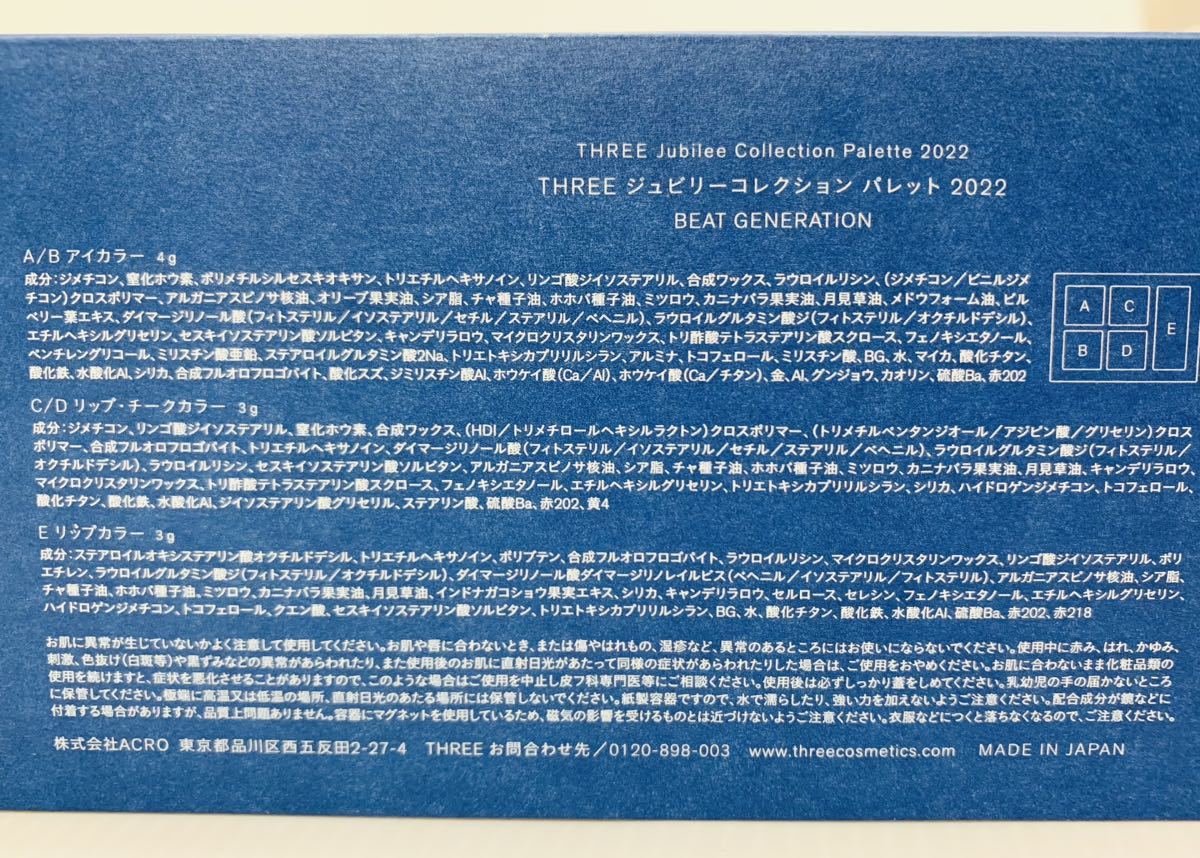 THREE Jubilee Collection Palette 2022
THREE ジュビリーコレクション パレット 2022
BEAT GENERATION
A/B アイカラー 4g
成分：ジメチコン、窒化ホウ素、ポリメチルシルセスキオキサン、トリエチルヘキサノイン、リンゴ酸ジイソステアリル、合成ワックス、ラウロイルリシン、（ジメチコン／ビニルジメ
チコン）クロスポリマー、アルガニアスピノサ核油、オリーブ果実油、シア脂、チャ種子油、ホホバ種子油、ミツロウ、カニナバラ果実油、月見草油、メドウフォーム油、ビル
ベリー葉エキス、ダイマージリノール酸（フィトステリル／イソステアリル／セチル／ステアリル／ベヘニル）、ラウロイルグルタミン酸ジ（フィトステリル／オクチルドデシル）、
エチルヘキシルグリセリン、セスキイソステアリン酸ソルビタン、キャンデリラロウ、マイクロクリスタリンワックス、トリ酢酸テトラステアリン酸スクロース、フェノキシエタノール、
ペンチレングリコール、ミリスチン酸亜鉛、ステアロイルグルタミン酸2Na、トリエトキシカプリリルシラン、アルミナ、トコフェロール、ミリスチン酸、BG、水、マイカ、酸化チタン、
酸化鉄、水酸化Al、シリカ、合成フルオロフロゴパイト、酸化スズ、ジミリスチン酸Al、ホウケイ酸（Ca／Al）、ホウケイ酸（Ca／チタン）、金、Al、グンジョウ、カオリン、硫酸Ba、赤202
A
C
E
B
D
C/D リップ・チークカラー 3g
成分：ジメチコン、リンゴ酸ジイソステアリル、窒化ホウ素、合成ワックス、（HDI／トリメチロールヘキシルラクトン）クロスポリマー、（トリメチルペンタンジオール／アジピン酸／グリセリン）クロス
ポリマー、合成フルオロフロゴパイト、トリエチルヘキサノイン、ダイマージリノール酸（フィトステリル／イソステアリル／セチル／ステアリル／ベヘニル）、ラウロイルグルタミン酸ジ（フィトステリル／
オクチルドデシル）、ラウロイルリシン、セスキイソステアリン酸ソルビタン、アルガニアスピノサ核油、シア脂、チャ種子油、ホホバ種子油、ミツロウ、カニナバラ果実油、月見草油、キャンデリラロウ、
マイクロクリスタリンワックス、トリ酢酸テトラステアリン酸スクロース、フェノキシエタノール、エチルヘキシルグリセリン、トリエトキシカプリリルシラン、シリカ、ハイドロゲンジメチコン、トコフェロール、
酸化チタン、酸化鉄、水酸化Al、ジイソステアリン酸グリセリル、ステアリン酸、硫酸Ba、赤202、黄4
E リップカラー 3g
成分：ステアロイルオキシステアリン酸オクチルドデシル、トリエチルヘキサノイン、ポリブテン、合成フルオロフロゴパイト、ラウロイルリシン、マイクロクリスタリンワックス、リンゴ酸ジイソステアリル、ポリ
エチレン、ラウロイルグルタミン酸ジ（フィトステリル／オクチルドデシル）、ダイマージリノール酸ダイマージリノレイルビス（ベヘニル／イソステアリル／フィトステリル）、アルガニアスピノサ核油、シア脂、
チャ種子油、ホホバ種子油、ミツロウ、カニナバラ果実油、月見草油、インドナガコショウ果実エキス、シリカ、キャンデリラロウ、セルロース、セレシン、フェノキシエタノール、エチルヘキシルグリセリン、
ハイドロゲンジメチコン、トコフェロール、クエン酸、セスキイソステアリン酸ソルビタン、トリエトキシカプリリルシラン、BG、水、酸化チタン、酸化鉄、水酸化Al、硫酸Ba、赤202、赤218
お肌に異常が生じていないかよく注意して使用してください。お肌や唇に合わないとき、または傷やはれもの、湿疹など、異常のあるところにはお使いにならないでください。使用中に赤み、はれ、かゆみ、
刺激、色抜け（白斑等）や黒ずみなどの異常があらわれたり、また使用後のお肌に直射日光があたって同様の症状があらわれたりした場合は、ご使用をおやめください。お肌に合わないまま化粧品類の
使用を続けますと、症状を悪化させることがありますので、このような場合はご使用を中止し皮フ科専門医等にご相談ください。使用後は必ずしっかり蓋をしめてください。乳幼児の手の届かないところ
に保管してください。極端に高温又は低温の場所、直射日光のあたる場所には保管しないでください。紙製容器ですので、水で濡らしたり、強い力を加えないようご注意ください。配合成分が鏡などに
付着する場合がありますが、品質上問題ありません。容器にマグネットを使用しているため、磁気の影響を受けるものとは近づけないようご注意ください。衣服などにつくと落ちなくなるので、ご注意ください。
株式会社ACRO 東京都品川区西五反田2-27-4 THREE お問合わせ先／0120-898-003 www.threecosmetics.com MADE IN JAPAN